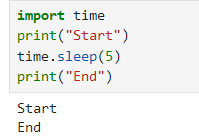 import time
print("Start")
time.sleep(5)
print("End")
Start
End